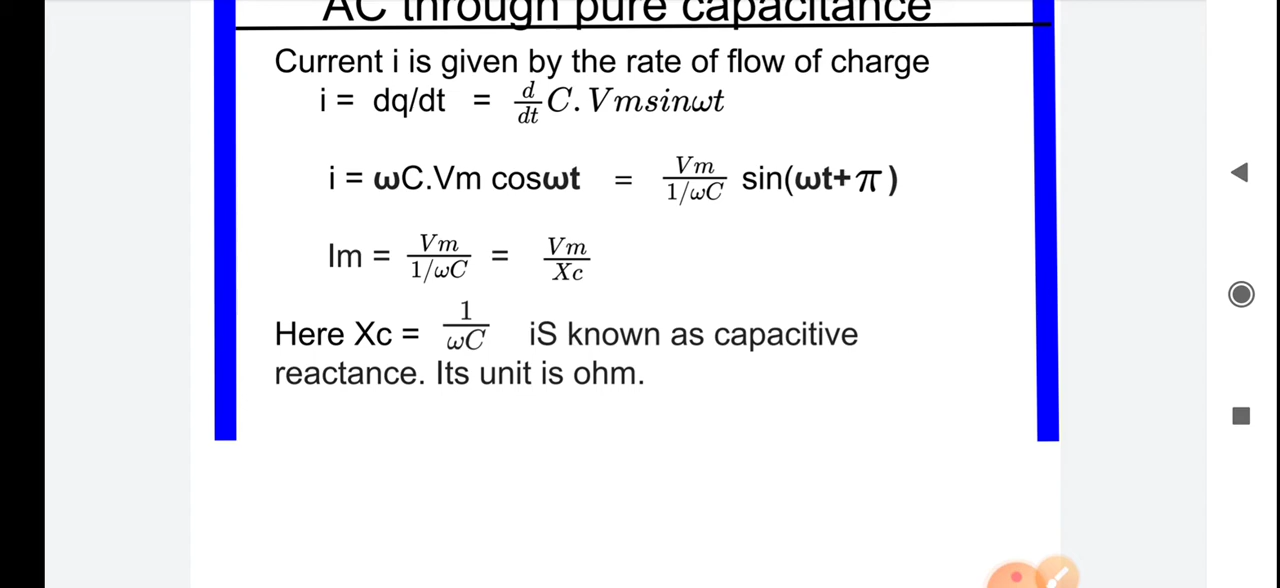 AC through pure capacitance
Current i is given by the rate of flow of charge
i = dq/dt = d/dt C. Vmsinωt
i = ωC.Vm cosωt = Vm/1/ωC sin(ωt+π)
Im = Vm/1/ωC = Vm/Xc
Here Xc = 1/ωC iS known as capacitive
reactance. Its unit is ohm.